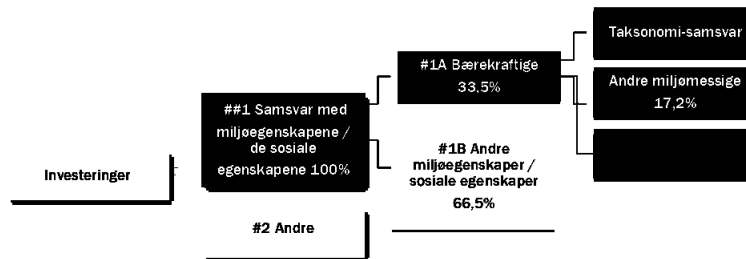 Taksonomi-samsvar
#1A Bærekraftige
33,5%
Andre miljømessige
17,2%
##1 Samsvar med
miljøegenskapene /
de sosiale
egenskapene 100%
#1B Andre
miljøegenskaper /
sosiale egenskaper
66,5%
Investeringer
#2 Andre